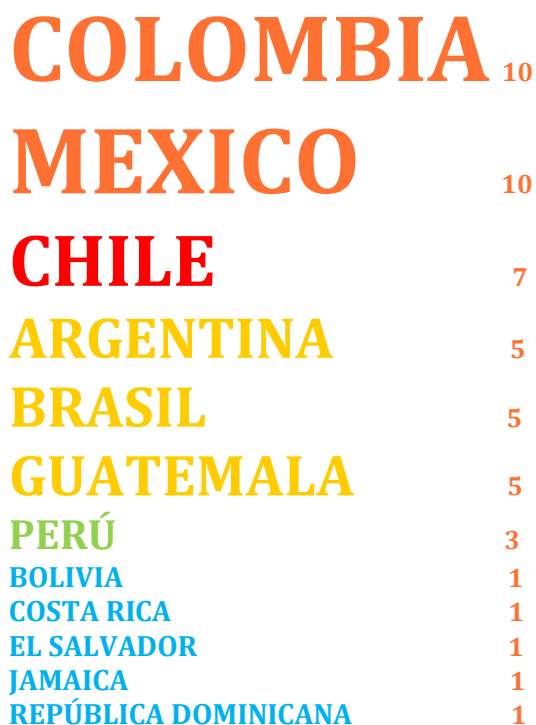 COLOMBIA 10
MEXICO 10
CHILE 7
ARGENTINA 5
BRASIL 5
GUATEMALA 5
PERÚ 3
BOLIVIA 1
COSTA RICA 1
EL SALVADOR 1
JAMAICA 1
REPÚBLICA DOMINICANA 1